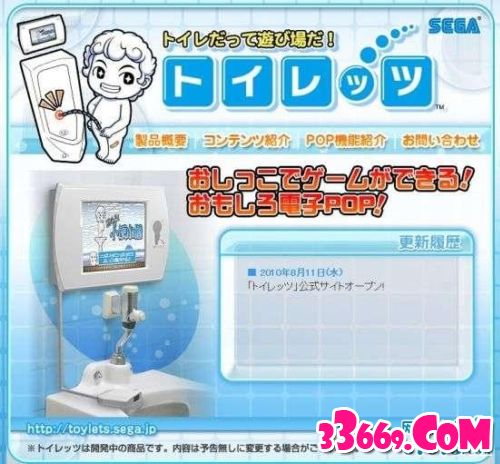 トイレだって遊び場だ!
SEGA
トイレッツ
TM
製品概要 コンテンツ紹介 POP機能紹介 お問い合わせ
おしっこでゲームができる!
おもしろ電子POP!
更新履歴
2010年8月11日(水)
「トイレッツ」公式サイトオープン!
http://toylets.sega.jp
※トイレッツは開発中の商品です。内容は予告無しに変更する場合がご
33669.COM